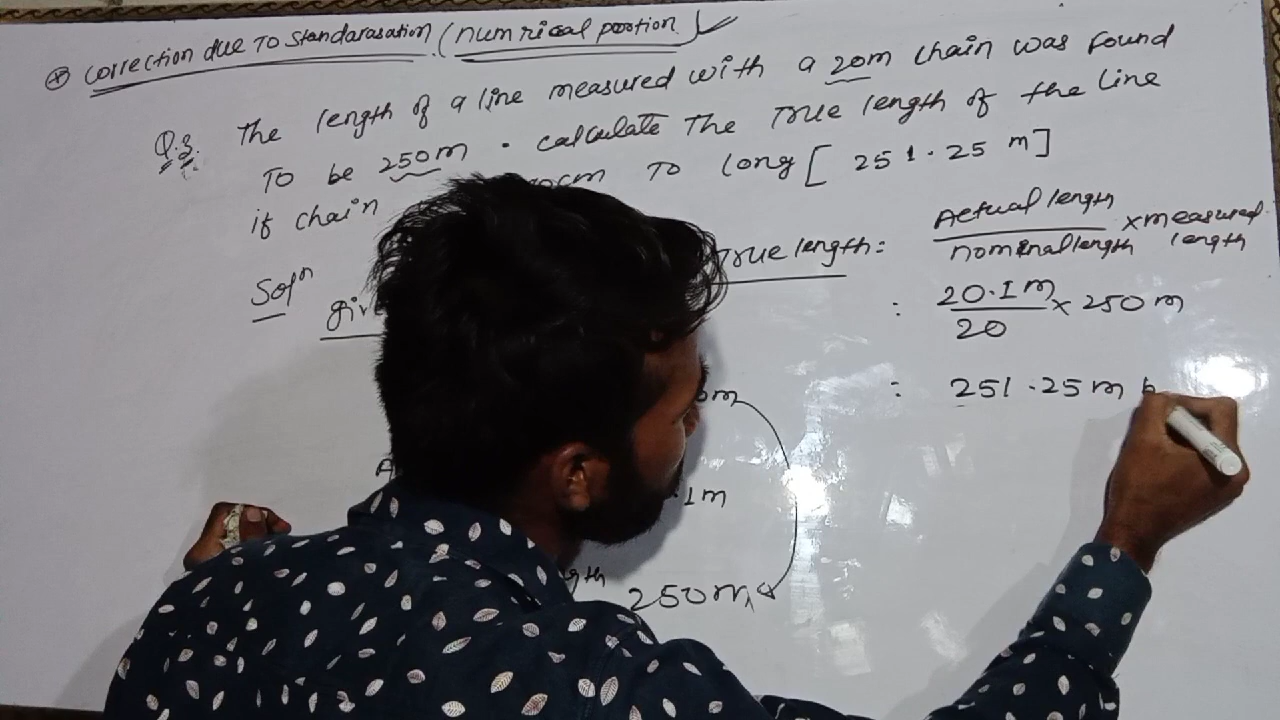 ⊗ Correction due To Standarasation (numrical portion)
Q.3. The length of a line measured with a 20m chain was found
To be 250m . calculate The True length of the Line
if chain To Long [ 251.25 m]
Solⁿ
True length = Actual length / nominal length × measured length
: 20.1m / 20 × 250 m
: 251.25 m
.1m
250m